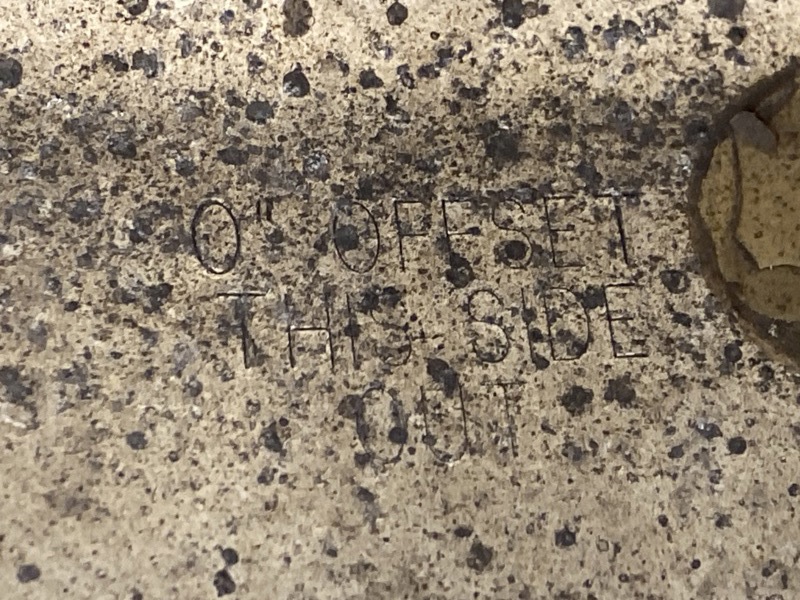 0" OFFSET
THIS SIDE
OUT